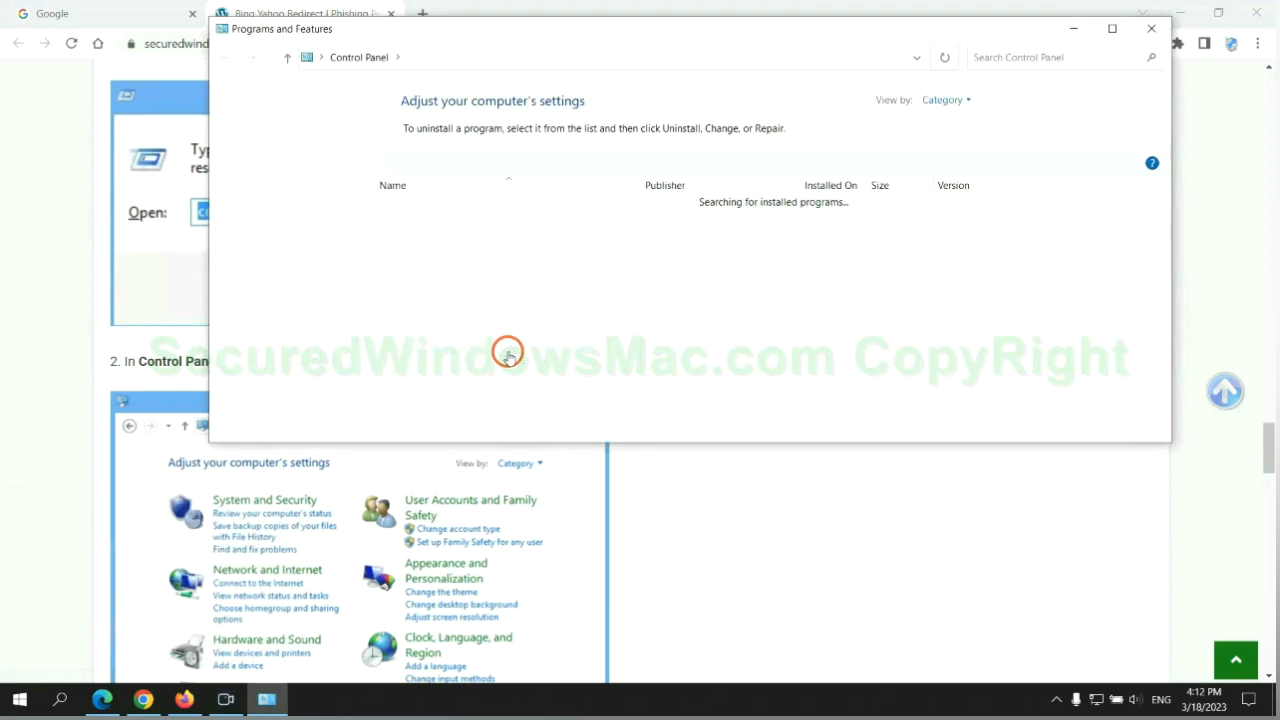 Google
Bing Yahoo Redirect | Phishing P
securedwind
Programs and Features
Control Panel
Search Control Panel
Adjust your computer's settings
View by: Category
To uninstall a program, select it from the list and then click Uninstall, Change, or Repair.
Name Publisher Installed On Size Version
Searching for installed programs...
Typ
res
Open:
SecuredWindowsMac.com CopyRight
2. In Control Pan
Adjust your computer's settings
View by: Category
System and Security
Review your computer's status
Save backup copies of your files
with File History
Find and fix problems
User Accounts and Family
Safety
Change account type
Set up Family Safety for any user
Network and Internet
Connect to the Internet
View network status and tasks
Choose homegroup and sharing
options
Appearance and
Personalization
Change the theme
Change desktop background
Adjust screen resolution
Hardware and Sound
View devices and printers
Add a device
Clock, Language, and
Region
Add a language
Change input methods
ENG
4:12 PM
3/18/2023